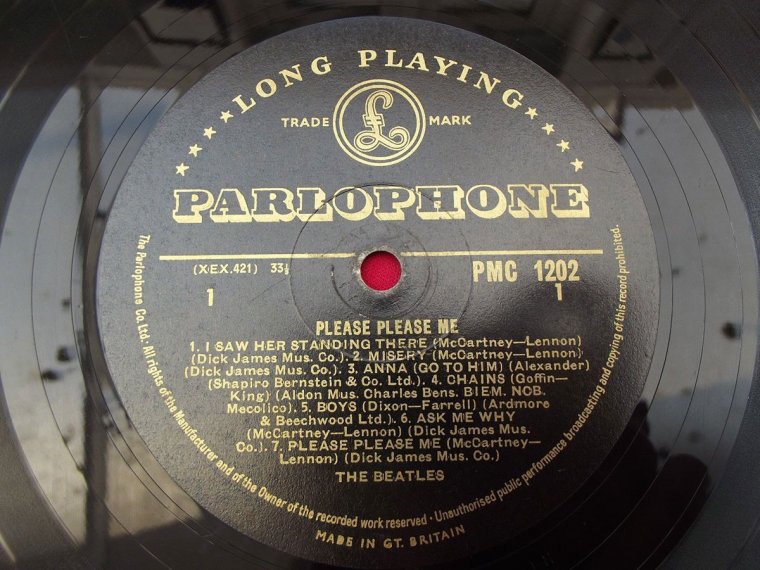 ★★★★LONG PLAYING★★★★
TRADE £ MARK
PARLOPHONE
(XEX.421) 33⅓ PMC 1202
1 1
PLEASE PLEASE ME
1. I SAW HER STANDING THERE (McCartney—Lennon)
(Dick James Mus. Co.). 2. MISERY (McCartney—Lennon)
(Dick James Mus. Co.). 3. ANNA (GO TO HIM) (Alexander)
(Shapiro Bernstein & Co. Ltd.). 4. CHAINS (Goffin—
King) (Aldon Mus. Charles Bens. BIEM. NCB.
Mecolico). 5. BOYS (Dixon—Farrell) (Ardmore
& Beechwood Ltd.). 6. ASK ME WHY
(McCartney—Lennon) (Dick James Mus.
Co.). 7. PLEASE PLEASE ME (McCartney—
Lennon) (Dick James Mus. Co.)
THE BEATLES
The Parlophone Co. Ltd. All rights of the Manufacturer and of the Owner of the recorded work reserved · Unauthorised public performance broadcasting and copying of this record prohibited.
MADE IN GT. BRITAIN